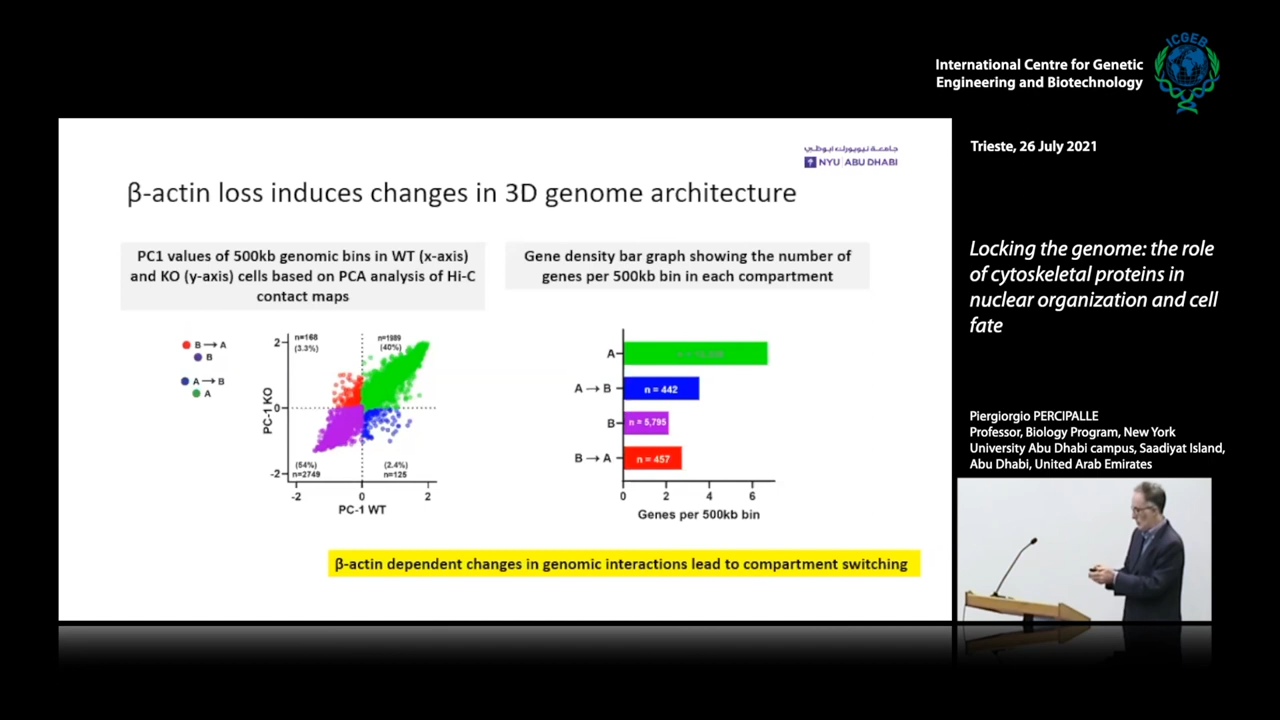 ICGEB
International Centre for Genetic
Engineering and Biotechnology
Trieste, 26 July 2021
جامعة نيويورك أبوظبي
NYU | ABU DHABI
β-actin loss induces changes in 3D genome architecture
PC1 values of 500kb genomic bins in WT (x-axis)
and KO (y-axis) cells based on PCA analysis of Hi-C
contact maps
Gene density bar graph showing the number of
genes per 500kb bin in each compartment
B → A
B
A → B
A
PC-1 KO
2
0
-2
n=168
(3.3%)
n=1989
(40%)
(54%)
n=2749
(2.4%)
n=125
-2 0 2
PC-1 WT
A
A → B n = 442
B n = 5,795
B → A n = 457
0 2 4 6
Genes per 500kb bin
β-actin dependent changes in genomic interactions lead to compartment switching
Locking the genome: the role
of cytoskeletal proteins in
nuclear organization and cell
fate
Piergiorgio PERCIPALLE
Professor, Biology Program, New York
University Abu Dhabi campus, Saadiyat Island,
Abu Dhabi, United Arab Emirates